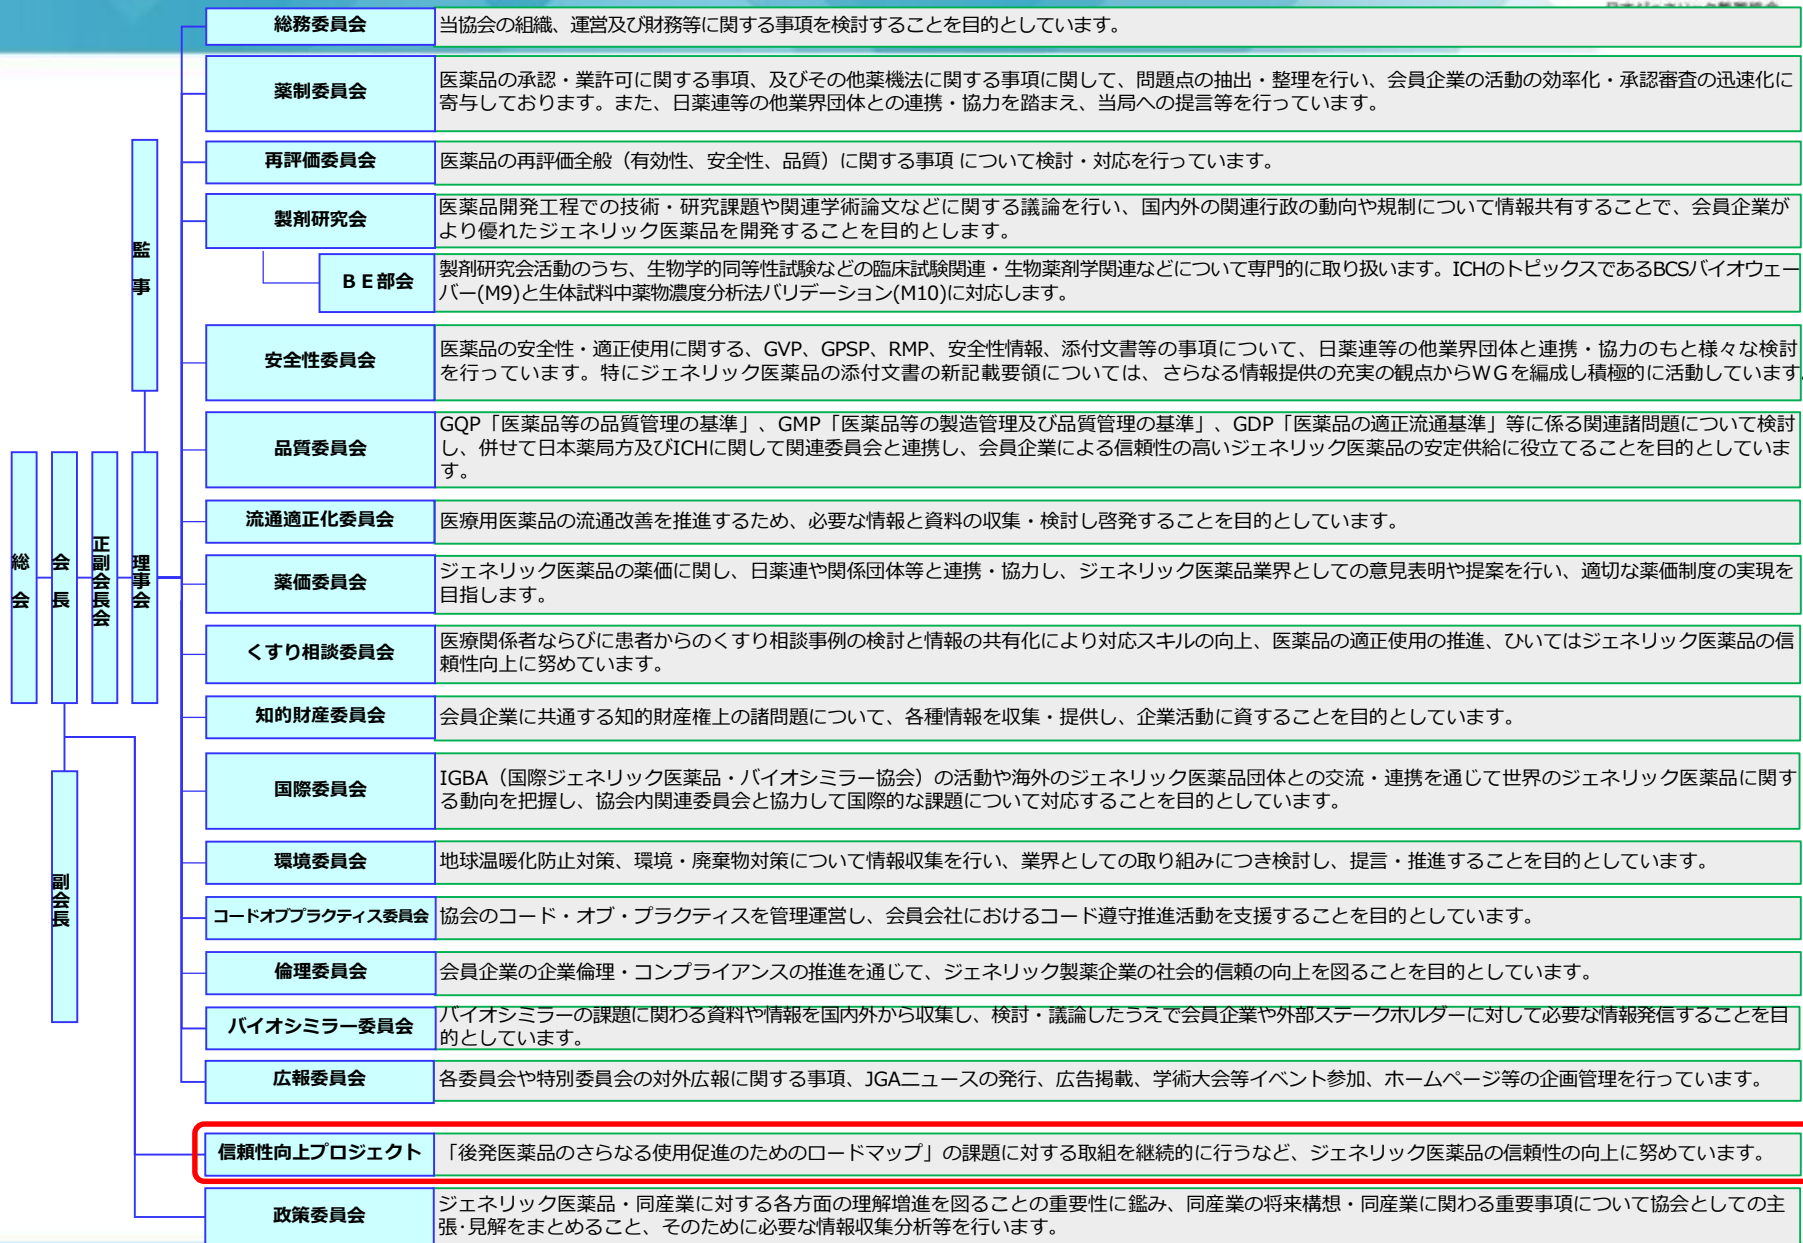 総務委員会
当協会の組織、運営及び財務等に関する事項を検討することを目的としています。
薬制委員会
医薬品の承認・業許可に関する事項、及びその他薬機法に関する事項に関して、問題点の抽出・整理を行い、会員企業の活動の効率化・承認審査の迅速化に
寄与しております。また、日薬連等の他業界団体との連携・協力を踏まえ、当局への提言等を行っています。
再評価委員会
医薬品の再評価全般（有効性、安全性、品質）に関する事項 について検討・対応を行っています。
製剤研究会
医薬品開発工程での技術・研究課題や関連学術論文などに関する議論を行い、国内外の関連行政の動向や規制について情報共有することで、会員企業が
より優れたジェネリック医薬品を開発することを目的とします。
ＢＥ部会
製剤研究会活動のうち、生物学的同等性試験などの臨床試験関連・生物薬剤学関連などについて専門的に取り扱います。ICHのトピックスであるBCSバイオウェー
バー(M9)と生体試料中薬物濃度分析法バリデーション(M10)に対応します。
安全性委員会
医薬品の安全性・適正使用に関する、GVP、GPSP、RMP、安全性情報、添付文書等の事項について、日薬連等の他業界団体と連携・協力のもと様々な検討
を行っています。特にジェネリック医薬品の添付文書の新記載要領については、さらなる情報提供の充実の観点からＷＧを編成し積極的に活動しています。
品質委員会
GQP「医薬品等の品質管理の基準」、GMP「医薬品等の製造管理及び品質管理の基準」、GDP「医薬品の適正流通基準」等に係る関連諸問題について検討
し、併せて日本薬局方及びICHに関して関連委員会と連携し、会員企業による信頼性の高いジェネリック医薬品の安定供給に役立てることを目的としていま
す。
流通適正化委員会
医療用医薬品の流通改善を推進するため、必要な情報と資料の収集・検討し啓発することを目的としています。
薬価委員会
ジェネリック医薬品の薬価に関し、日薬連や関係団体等と連携・協力し、ジェネリック医薬品業界としての意見表明や提案を行い、適切な薬価制度の実現を
目指します。
くすり相談委員会
医療関係者ならびに患者からのくすり相談事例の検討と情報の共有化により対応スキルの向上、医薬品の適正使用の推進、ひいてはジェネリック医薬品の信
頼性向上に努めています。
知的財産委員会
会員企業に共通する知的財産権上の諸問題について、各種情報を収集・提供し、企業活動に資することを目的としています。
国際委員会
IGBA（国際ジェネリック医薬品・バイオシミラー協会）の活動や海外のジェネリック医薬品団体との交流・連携を通じて世界のジェネリック医薬品に関す
る動向を把握し、協会内関連委員会と協力して国際的な課題について対応することを目的としています。
環境委員会
地球温暖化防止対策、環境・廃棄物対策について情報収集を行い、業界としての取り組みにつき検討し、提言・推進することを目的としています。
コードオブプラクティス委員会
協会のコード・オブ・プラクティスを管理運営し、会員会社におけるコード遵守推進活動を支援することを目的としています。
倫理委員会
会員企業の企業倫理・コンプライアンスの推進を通じて、ジェネリック製薬企業の社会的信頼の向上を図ることを目的としています。
バイオシミラー委員会
バイオシミラーの課題に関わる資料や情報を国内外から収集し、検討・議論したうえで会員企業や外部ステークホルダーに対して必要な情報発信することを目
的としています。
広報委員会
各委員会や特別委員会の対外広報に関する事項、JGAニュースの発行、広告掲載、学術大会等イベント参加、ホームページ等の企画管理を行っています。
信頼性向上プロジェクト
「後発医薬品のさらなる使用促進のためのロードマップ」の課題に対する取組を継続的に行うなど、ジェネリック医薬品の信頼性の向上に努めています。
政策委員会
ジェネリック医薬品・同産業に対する各方面の理解増進を図ることの重要性に鑑み、同産業の将来構想・同産業に関わる重要事項について協会としての主
張･見解をまとめること、そのために必要な情報収集分析等を行います。
監事
総会
会長
正副会長会
理事会
副会長